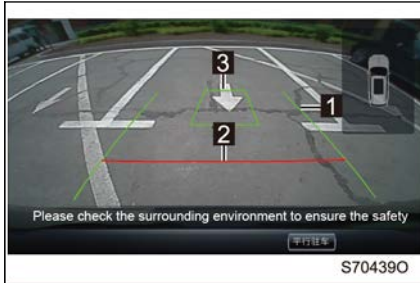 3
1
2
Please check the surrounding environment to ensure the safety
平行驻车
S70439O